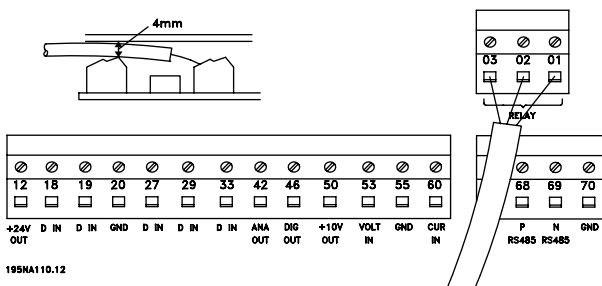 4mm
03 02 01
RELAY
12 18 19 20 27 29 33 42 46 50 53 55 60
68 69 70
+24V OUT D IN D IN GND D IN D IN D IN ANA OUT DIG OUT +10V OUT VOLT IN GND CUR IN
P RS485 N RS485 GND
195NA110.12